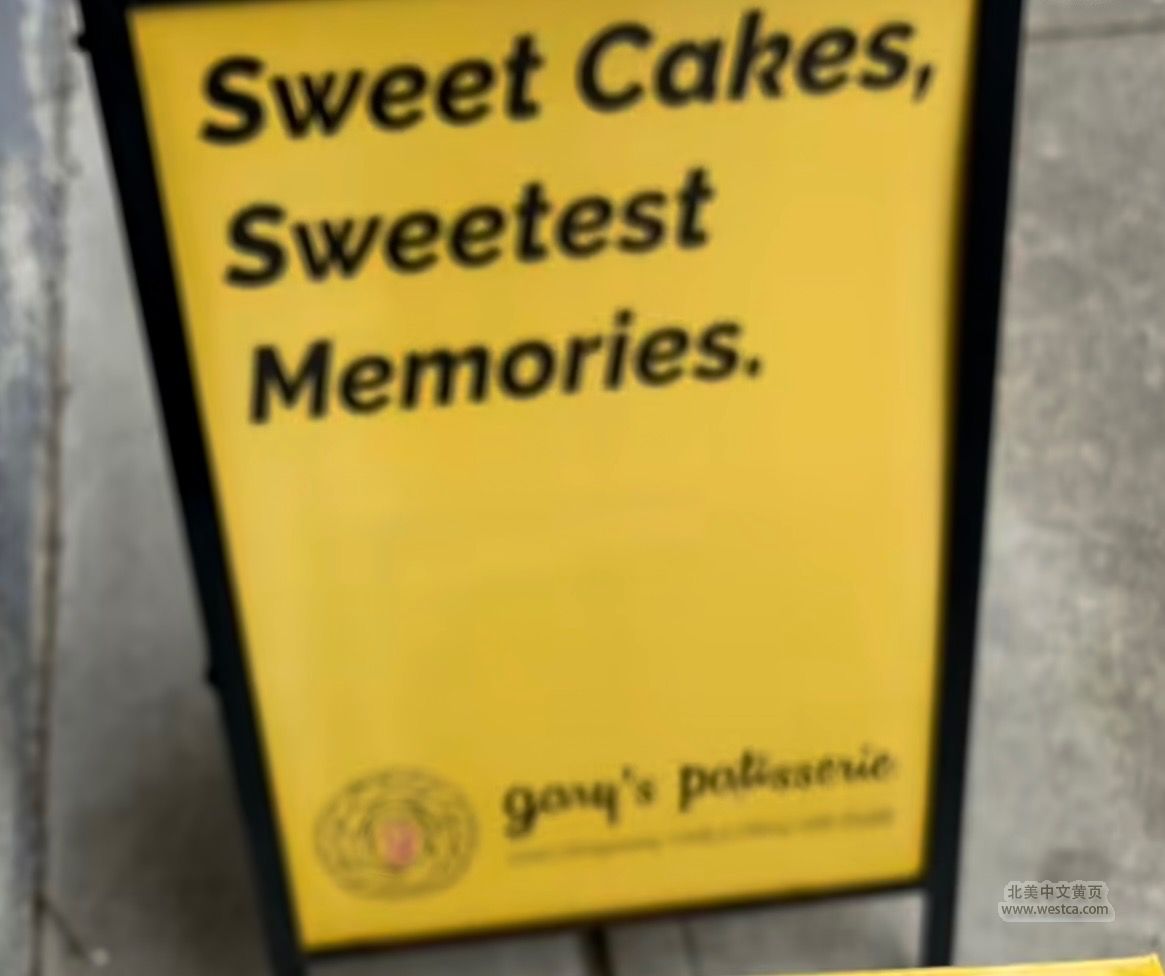 Sweet Cakes,
Sweetest
Memories.
gary's patisserie
北美中文黄页
www.westca.com